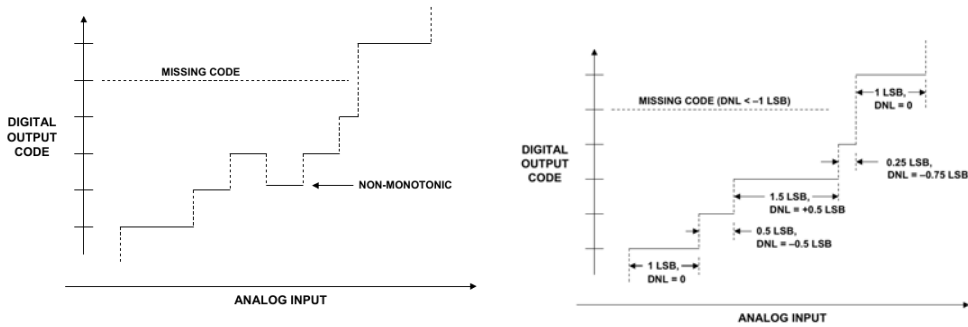 MISSING CODE
DIGITAL
OUTPUT
CODE
NON-MONOTONIC
ANALOG INPUT
MISSING CODE (DNL < –1 LSB)
1 LSB,
DNL = 0
DIGITAL
OUTPUT
CODE
0.25 LSB,
DNL = –0.75 LSB
1.5 LSB,
DNL = +0.5 LSB
0.5 LSB,
DNL = –0.5 LSB
1 LSB,
DNL = 0
ANALOG INPUT